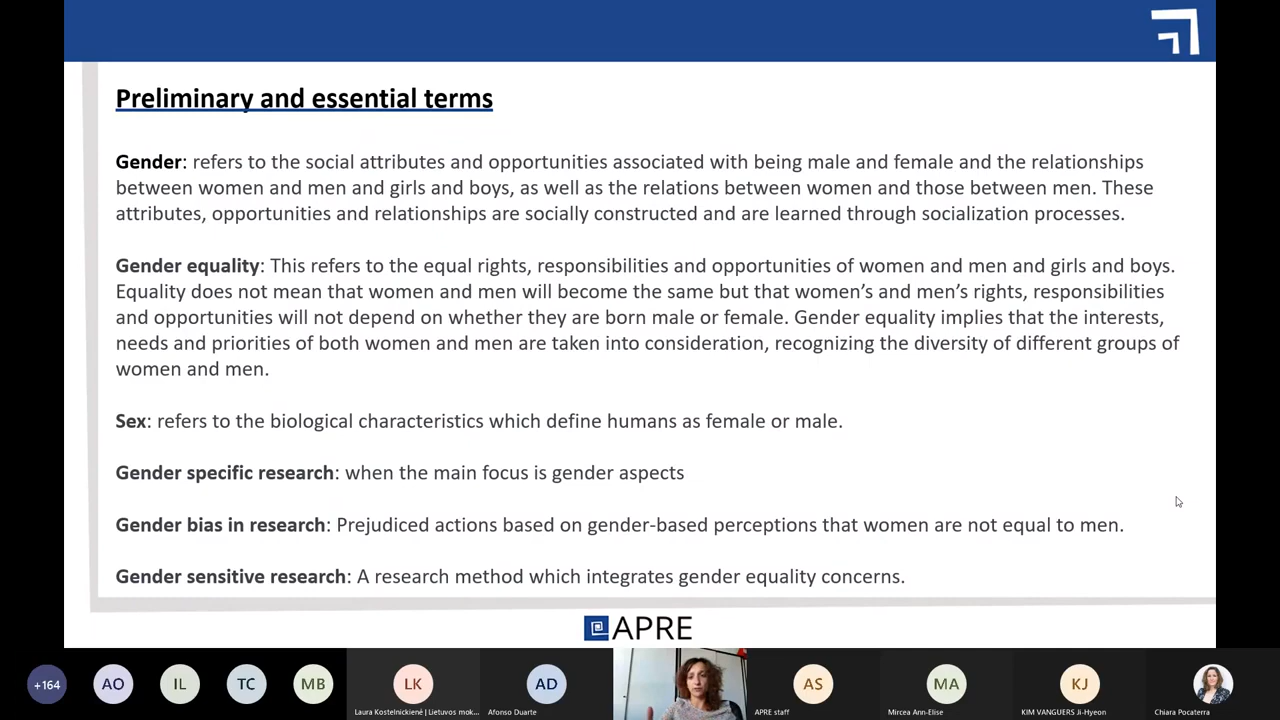 Preliminary and essential terms
Gender: refers to the social attributes and opportunities associated with being male and female and the relationships
between women and men and girls and boys, as well as the relations between women and those between men. These
attributes, opportunities and relationships are socially constructed and are learned through socialization processes.
Gender equality: This refers to the equal rights, responsibilities and opportunities of women and men and girls and boys.
Equality does not mean that women and men will become the same but that women’s and men’s rights, responsibilities
and opportunities will not depend on whether they are born male or female. Gender equality implies that the interests,
needs and priorities of both women and men are taken into consideration, recognizing the diversity of different groups of
women and men.
Sex: refers to the biological characteristics which define humans as female or male.
Gender specific research: when the main focus is gender aspects
Gender bias in research: Prejudiced actions based on gender-based perceptions that women are not equal to men.
Gender sensitive research: A research method which integrates gender equality concerns.
APRE
+164 AO IL TC MB LK AD AS MA KJ
Laura Kostelnickienė | Lietuvos mok... Afonso Duarte APRE staff Mircea Ann-Elise KIM VANGUERS Ji-Hyeon Chiara Pocaterra